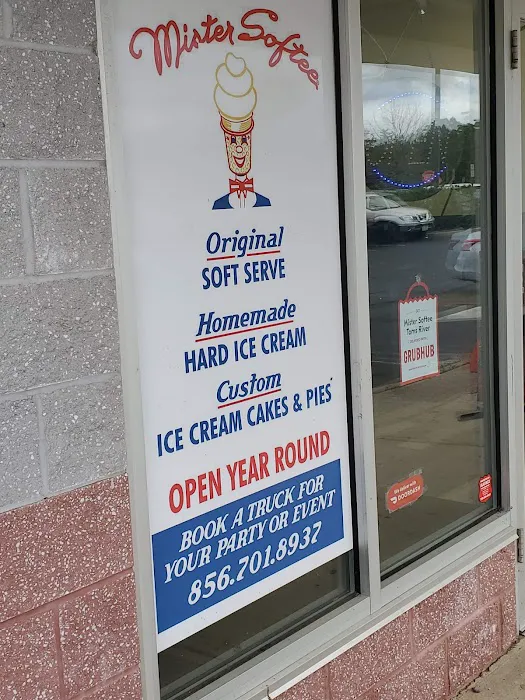 Mister Softee
Original
SOFT SERVE
Homemade
HARD ICE CREAM
Custom
ICE CREAM CAKES & PIES
OPEN YEAR ROUND
BOOK A TRUCK FOR
YOUR PARTY OR EVENT
856.701.8937
Mister Softee
Toms River
GRUBHUB
DOORDASH